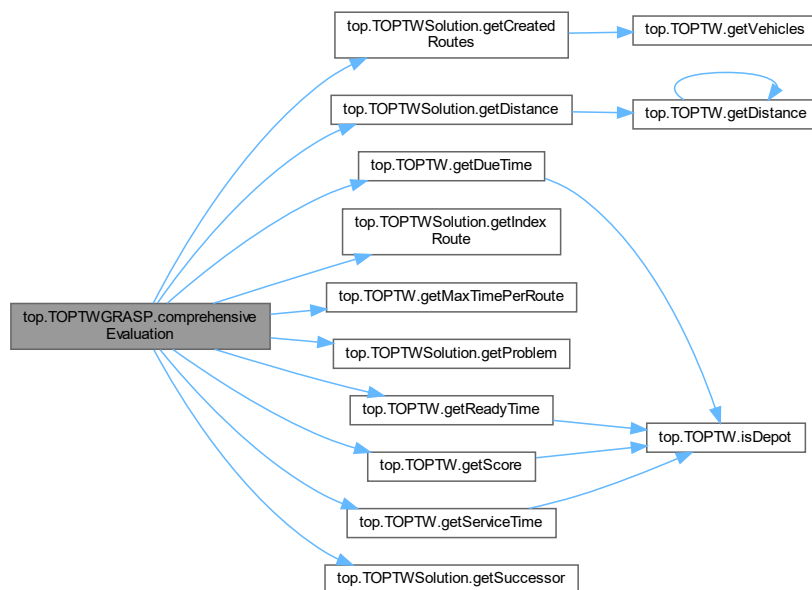 top.TOPTWSolution.getCreated
Routes
top.TOPTW.getVehicles
top.TOPTWSolution.getDistance
top.TOPTW.getDistance
top.TOPTW.getDueTime
top.TOPTWSolution.getIndex
Route
top.TOPTW.getMaxTimePerRoute
top.TOPTWGRASP.comprehensive
Evaluation
top.TOPTWSolution.getProblem
top.TOPTW.getReadyTime
top.TOPTW.isDepot
top.TOPTW.getScore
top.TOPTW.getServiceTime
top.TOPTWSolution.getSuccessor